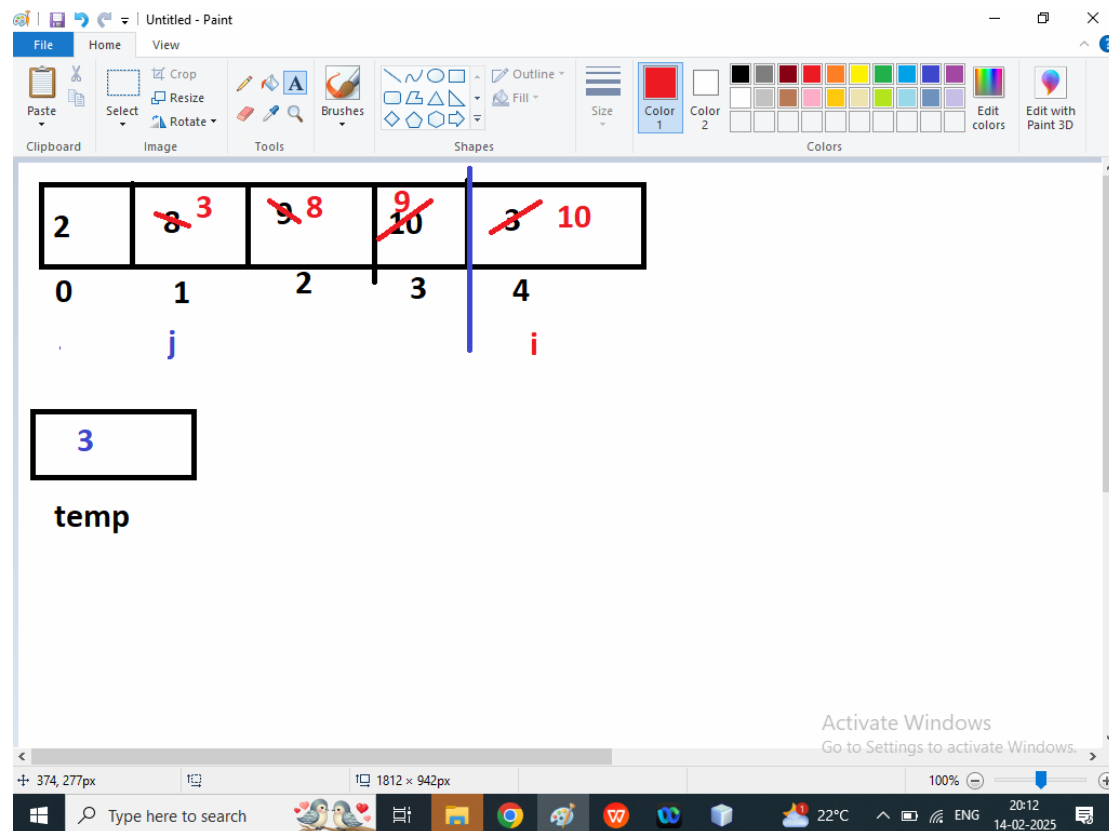 Untitled - Paint
File Home View
Paste
Select
Crop
Resize
Rotate
A
Brushes
Outline
Fill
Size
Color 1
Color 2
Edit colors
Edit with Paint 3D
Clipboard Image Tools Shapes Colors
2 8 3 9 8 9 10 3 10
0 1 2 3 4
j i
3
temp
Activate Windows
Go to Settings to activate Windows.
374, 277px 1812 × 942px 100%
Type here to search 1 22°C ENG 20:12
14-02-2025